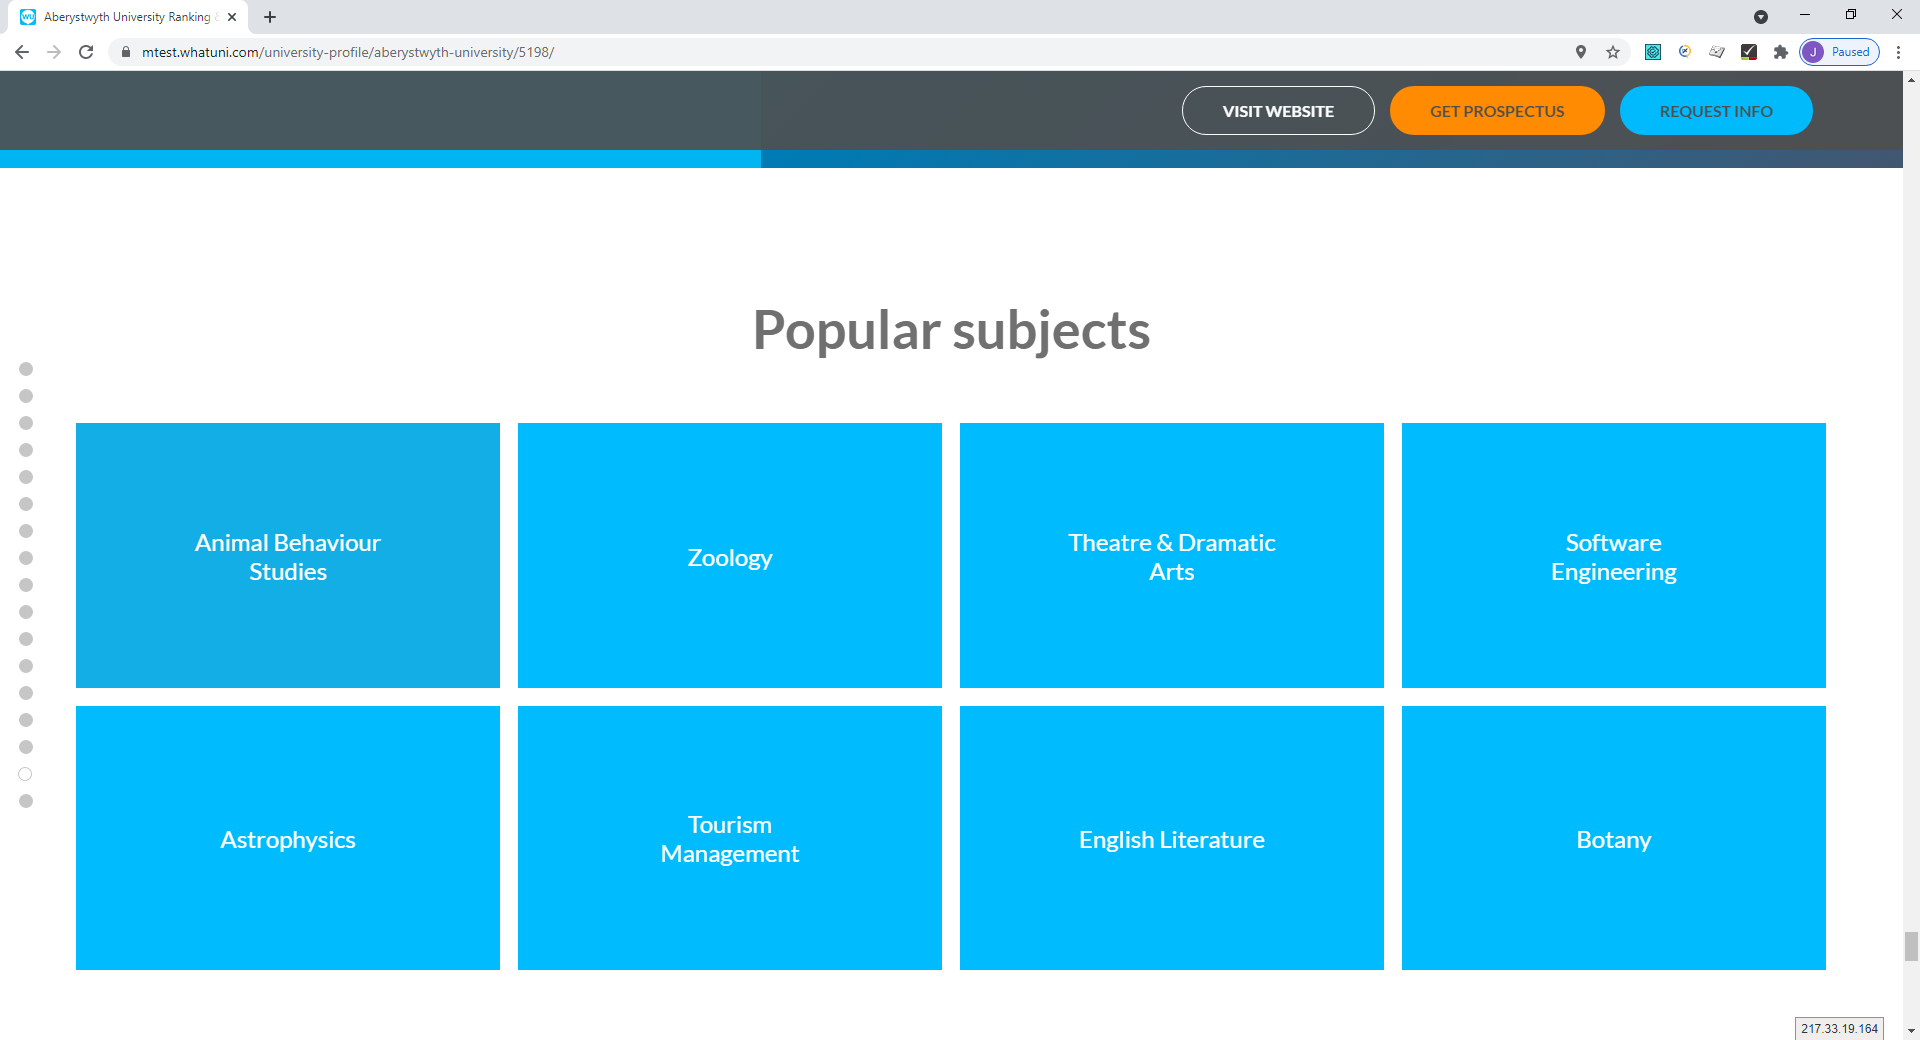 Aberystwyth University Ranking
mtest.whatuni.com/university-profile/aberystwyth-university/5198/
J Paused
VISIT WEBSITE
GET PROSPECTUS
REQUEST INFO
Popular subjects
Animal Behaviour
Studies
Zoology
Theatre & Dramatic
Arts
Software
Engineering
Astrophysics
Tourism
Management
English Literature
Botany
217.33.19.164